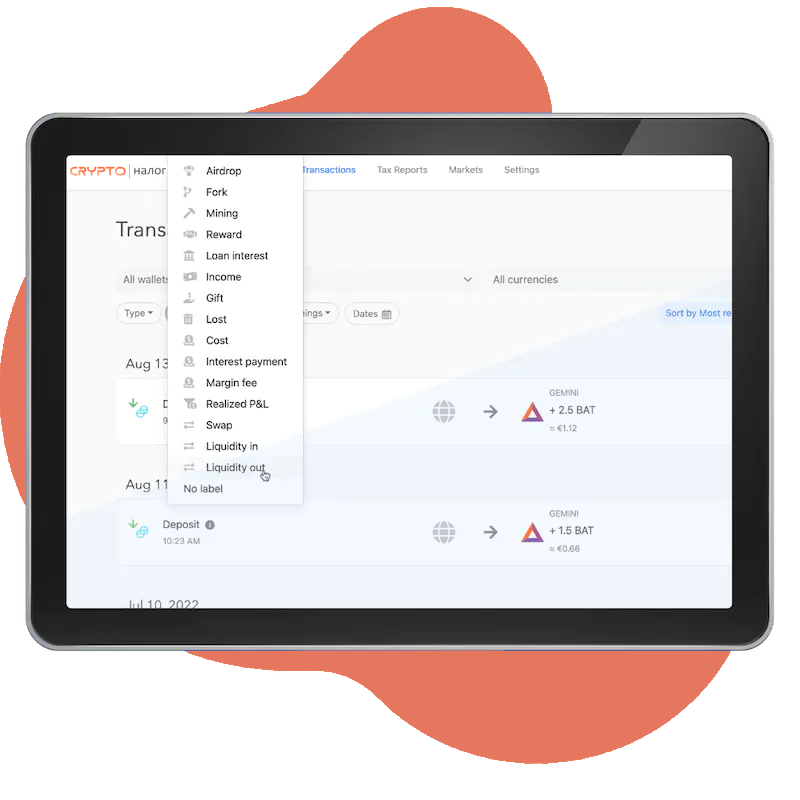 CRYPTO | налог
Transactions
Tax Reports
Markets
Settings
Airdrop
Fork
Mining
Reward
Loan interest
Income
Gift
Lost
Cost
Interest payment
Margin fee
Realized P&L
Swap
Liquidity in
Liquidity out
No label
Trans
All wallets
All currencies
Type
Dates
Sort by Most re
Aug 13
GEMINI
+ 2.5 BAT
≈ €1.12
Aug 11
Deposit
10:23 AM
GEMINI
+ 1.5 BAT
≈ €0.66
Jul 10, 2022